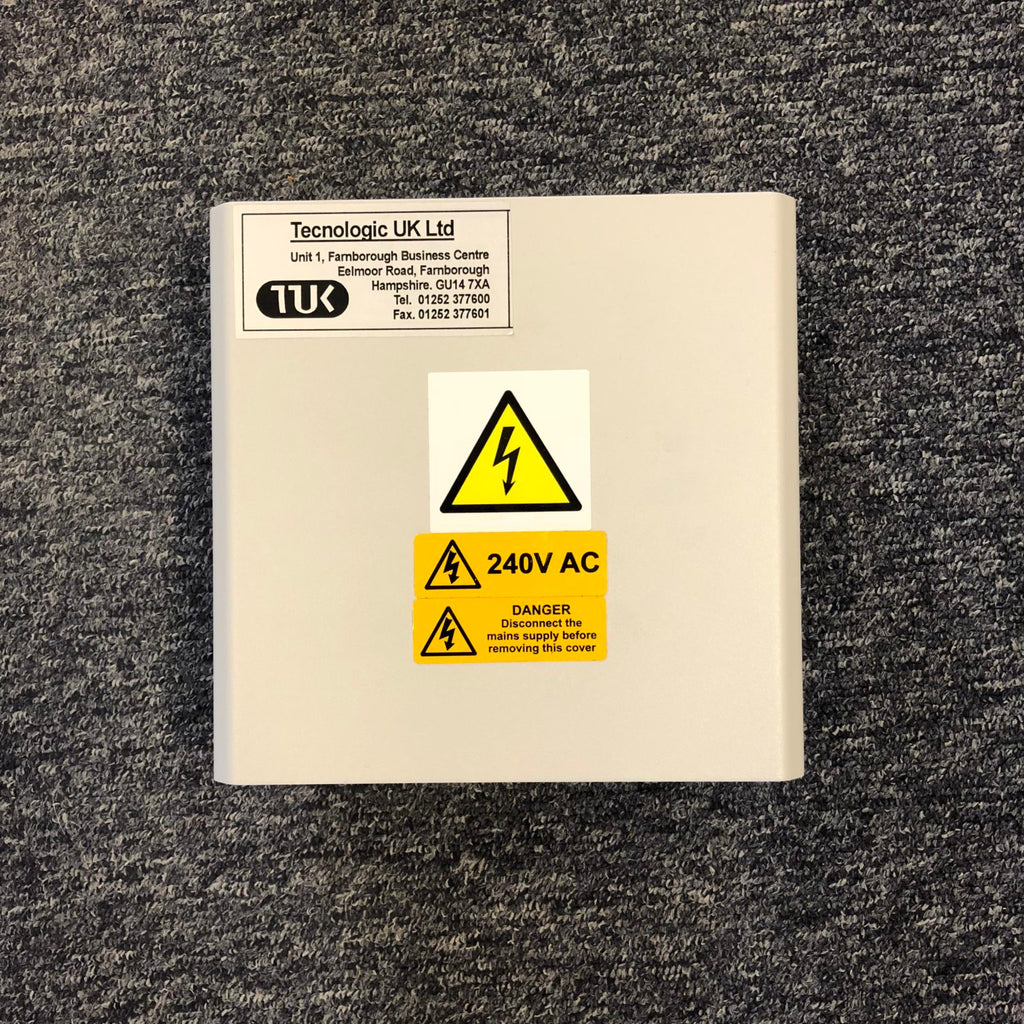 Tecnologic UK Ltd
Unit 1, Farnborough Business Centre
Eelmoor Road, Farnborough
Hampshire. GU14 7XA
Tel. 01252 377600
Fax. 01252 377601
TUK
240V AC
DANGER
Disconnect the
mains supply before
removing this cover